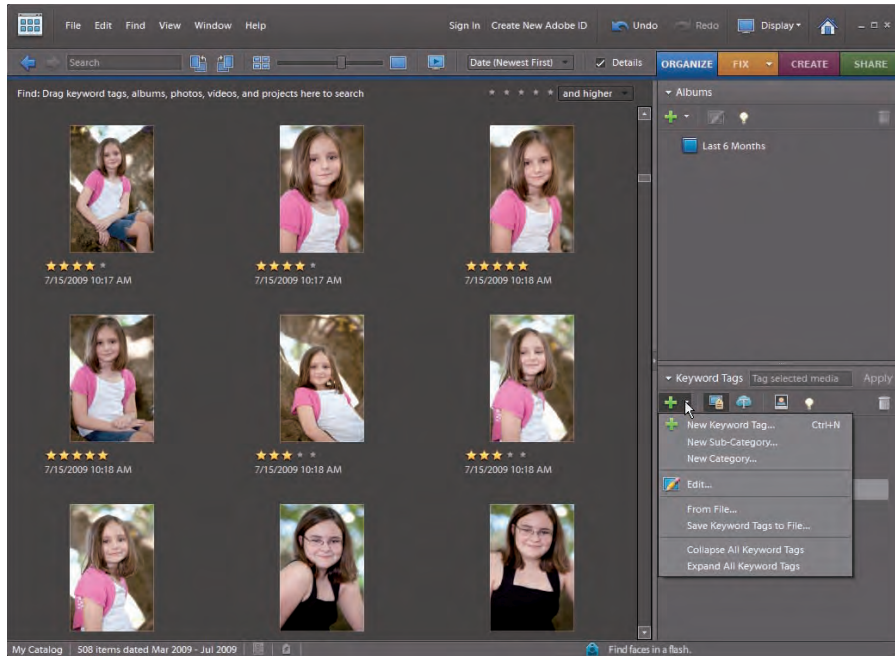 File Edit Find View Window Help Sign In Create New Adobe ID Undo Redo Display
Search Date (Newest First) Details ORGANIZE FIX CREATE SHARE
Find: Drag keyword tags, albums, photos, videos, and projects here to search and higher
Albums
Last 6 Months
7/15/2009 10:17 AM 7/15/2009 10:17 AM 7/15/2009 10:18 AM
Keyword Tags Tag selected media Apply
New Keyword Tag... Ctrl+N
New Sub-Category...
New Category...
7/15/2009 10:18 AM 7/15/2009 10:18 AM 7/15/2009 10:18 AM
Edit...
From File...
Save Keyword Tags to File...
Collapse All Keyword Tags
Expand All Keyword Tags
My Catalog 508 items dated Mar 2009 - Jul 2009 Find faces in a flash.